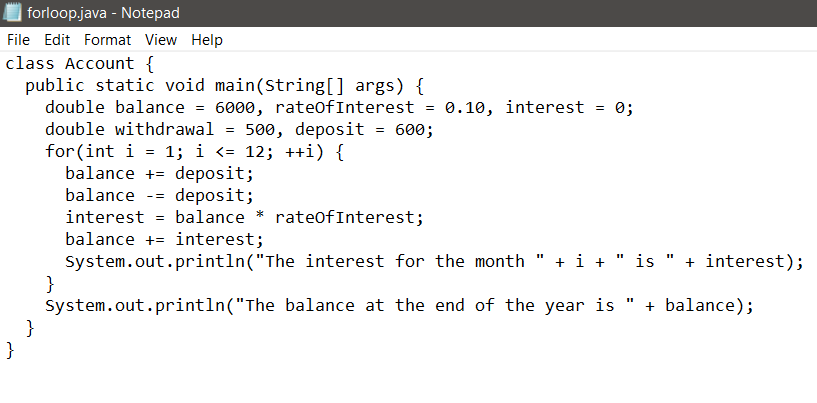 forloop.java - Notepad
File Edit Format View Help
class Account {
  public static void main(String[] args) {
    double balance = 6000, rateOfInterest = 0.10, interest = 0;
    double withdrawal = 500, deposit = 600;
    for(int i = 1; i <= 12; ++i) {
      balance += deposit;
      balance -= deposit;
      interest = balance * rateOfInterest;
      balance += interest;
      System.out.println("The interest for the month " + i + " is " + interest);
    }
    System.out.println("The balance at the end of the year is " + balance);
  }
}